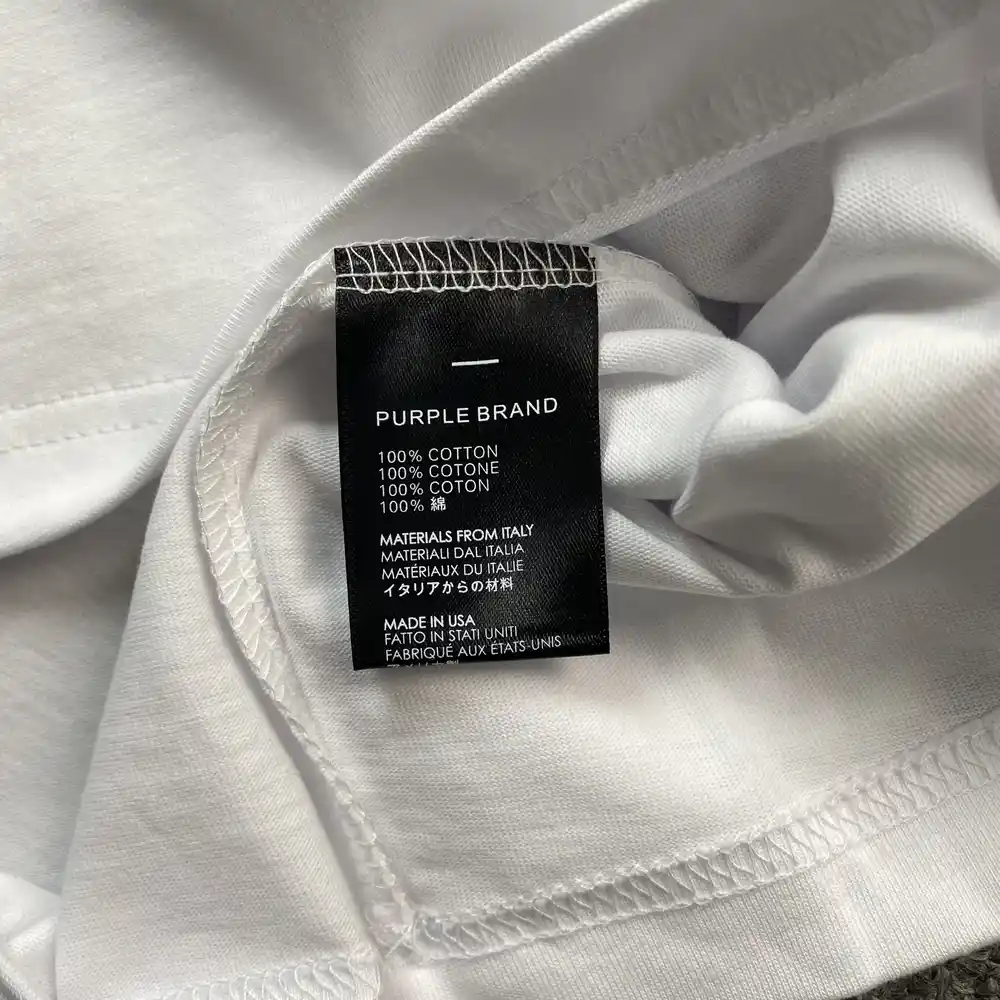 PURPLE BRAND
100% COTTON
100% COTONE
100% COTON
100% 綿
MATERIALS FROM ITALY
MATERIALI DAL ITALIA
MATÉRIAUX DU ITALIE
イタリアからの材料
MADE IN USA
FATTO IN STATI UNITI
FABRIQUÉ AUX ÉTATS-UNIS